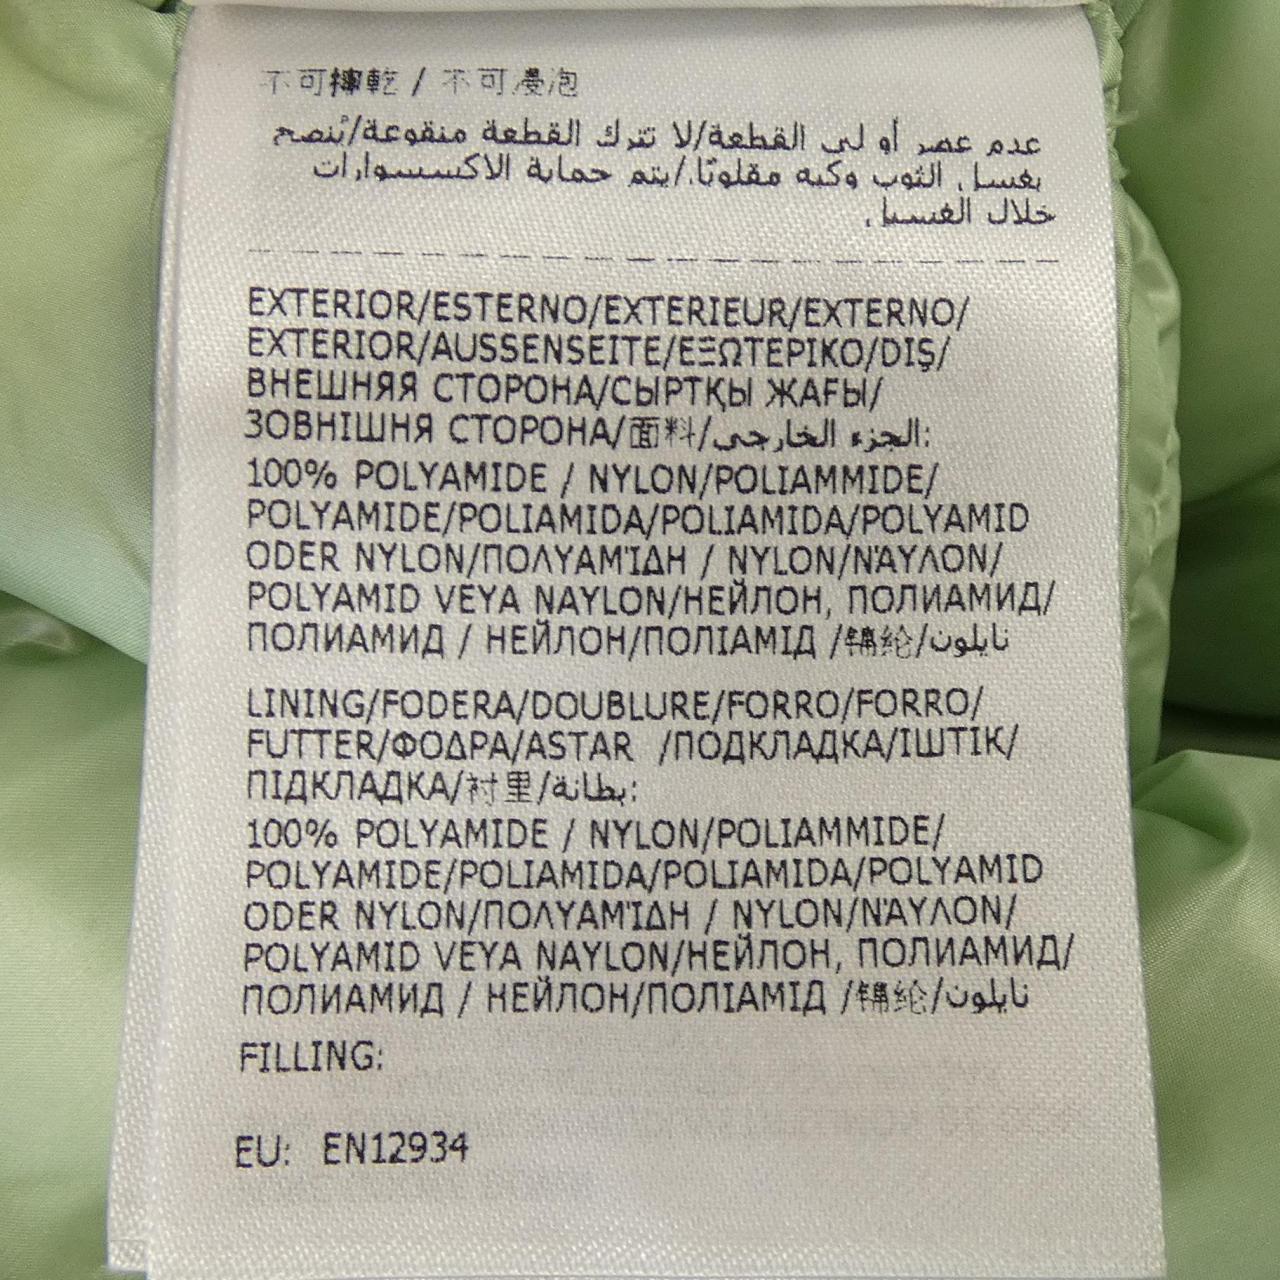 不可擰乾 / 不可浸泡
عدم عصر أو لي القطعة/لا تترك القطعة منقوعة/يُنصح
بغسل الثوب وكيه مقلوبًا./يتم حماية الاكسسوارات
خلال الغسيل.
EXTERIOR/ESTERNO/EXTERIEUR/EXTERNO/
EXTERIOR/AUSSENSEITE/ΕΞΩΤΕΡΙΚΟ/DIŞ/
ВНЕШНЯЯ СТОРОНА/СЫРТҚЫ ЖАҒЫ/
ЗОВНІШНЯ СТОРОНА/面料/الجزء الخارجي:
100% POLYAMIDE / NYLON/POLIAMMIDE/
POLYAMIDE/POLIAMIDA/POLIAMIDA/POLYAMID
ODER NYLON/ΠΟΛΥΑΜΊΔΗ / NYLON/ΝΆΥΛΟΝ/
POLYAMID VEYA NAYLON/НЕЙЛОН, ПОЛИАМИД/
ПОЛИАМИД / НЕЙЛОН/ПОЛІАМІД /锦纶/نايلون
LINING/FODERA/DOUBLURE/FORRO/FORRO/
FUTTER/ΦΟΔΡΑ/ASTAR /ПОДКЛАДКА/ІШТІК/
ПІДКЛАДКА/衬里/بطانة:
100% POLYAMIDE / NYLON/POLIAMMIDE/
POLYAMIDE/POLIAMIDA/POLIAMIDA/POLYAMID
ODER NYLON/ΠΟΛΥΑΜΊΔΗ / NYLON/ΝΆΥΛΟΝ/
POLYAMID VEYA NAYLON/НЕЙЛОН, ПОЛИАМИД/
ПОЛИАМИД / НЕЙЛОН/ПОЛІАМІД /锦纶/نايلون
FILLING:
EU: EN12934